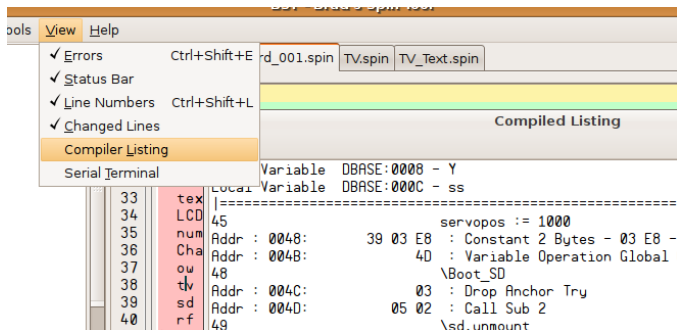 BST - Brad's Spin Tool
ools View Help
✓ Errors Ctrl+Shift+E
rd_001.spin TV.spin TV_Text.spin
✓ Status Bar
✓ Line Numbers Ctrl+Shift+L
✓ Changed Lines
Compiled Listing
Compiler Listing
Serial Terminal
Variable DBASE:0008 - Y
Local Variable DBASE:000C - ss
33 tex |====================================================
34 LCD 45 servopos := 1000
35 num Addr : 0048: 39 03 E8 : Constant 2 Bytes - 03 E8 -
36 Cha Addr : 004B: 4D : Variable Operation Global
37 ow 48 \Boot_SD
38 tv Addr : 004C: 03 : Drop Anchor Try
39 sd Addr : 004D: 05 02 : Call Sub 2
40 rf 49 \sd.unmount